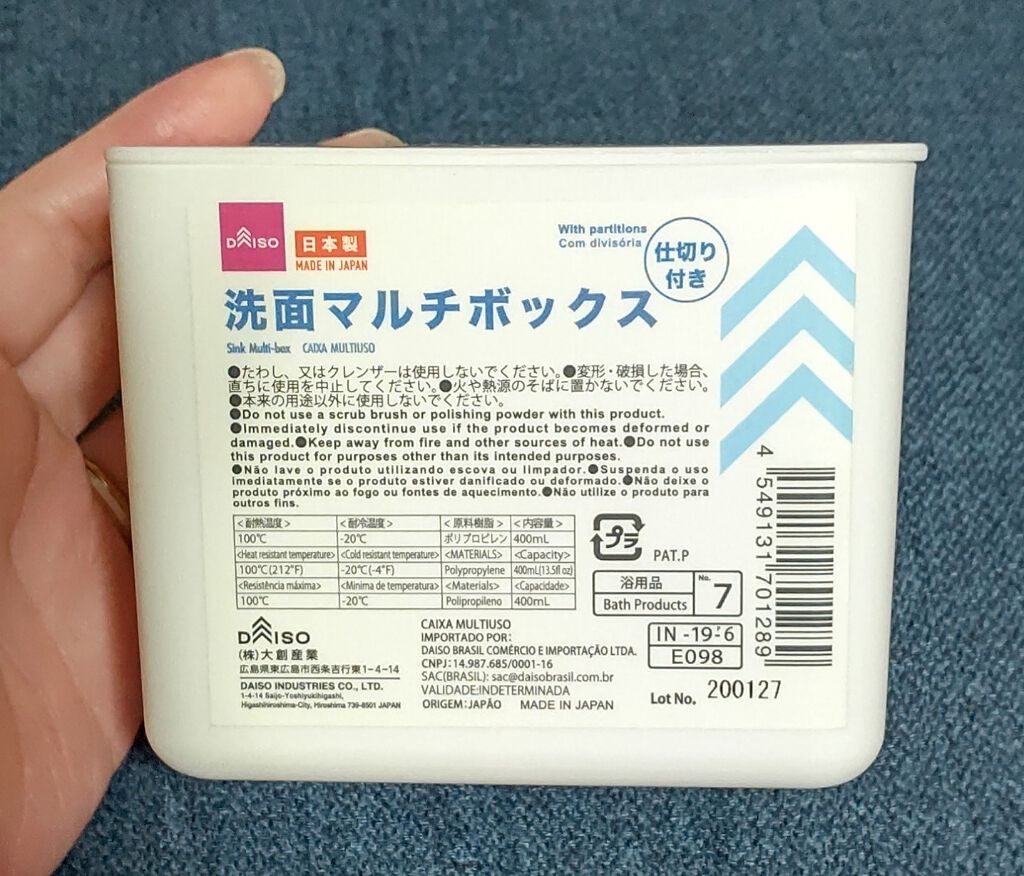 DAISO
日本製
MADE IN JAPAN
With partitions
Com divisória
仕切り
付き
洗面マルチボックス
Sink Multi-box CAIXA MULTIUSO
●たわし、又はクレンザーは使用しないでください。●変形・破損した場合、
直ちに使用を中止してください。●火や熱源のそばに置かないでください。
●本来の用途以外に使用しないでください。
●Do not use a scrub brush or polishing powder with this product.
●Immediately discontinue use if the product becomes deformed or
damaged.●Keep away from fire and other sources of heat.●Do not use
this product for purposes other than its intended purposes.
●Não lave o produto utilizando escova ou limpador.●Suspenda o uso
imediatamente se o produto estiver danificado ou deformado.●Não deixe o
produto próximo ao fogo ou fontes de aquecimento.●Não utilize o produto para
outros fins.
<耐熱温度> <耐冷温度> <原料樹脂> <内容量>
100℃ -20℃ ポリプロピレン 400mL
<Heat resistant temperature> <Cold resistant temperature> <MATERIALS> <Capacity>
100℃(212°F) -20℃(-4°F) Polypropylene 400mL(13.5fl oz)
<Resistência máxima> <Mínima de temperatura> <Materials> <Capacidade>
100℃ -20℃ Polipropileno 400mL
プラ
PAT.P
浴用品
Bath Products
No. 7
IN -19・6
E098
Lot No. 200127
4 549131 701289
DAISO
(株)大創産業
広島県東広島市西条吉行東1-4-14
DAISO INDUSTRIES CO., LTD.
1-4-14 Saijo-Yoshiyukihigashi,
Higashihiroshima-City, Hiroshima 739-8501 JAPAN
CAIXA MULTIUSO
IMPORTADO POR:
DAISO BRASIL COMÉRCIO E IMPORTAÇÃO LTDA.
CNPJ: 14.987.685/0001-16
SAC(BRASIL): sac@daisobrasil.com.br
VALIDADE:INDETERMINADA
ORIGEM:JAPÃO MADE IN JAPAN